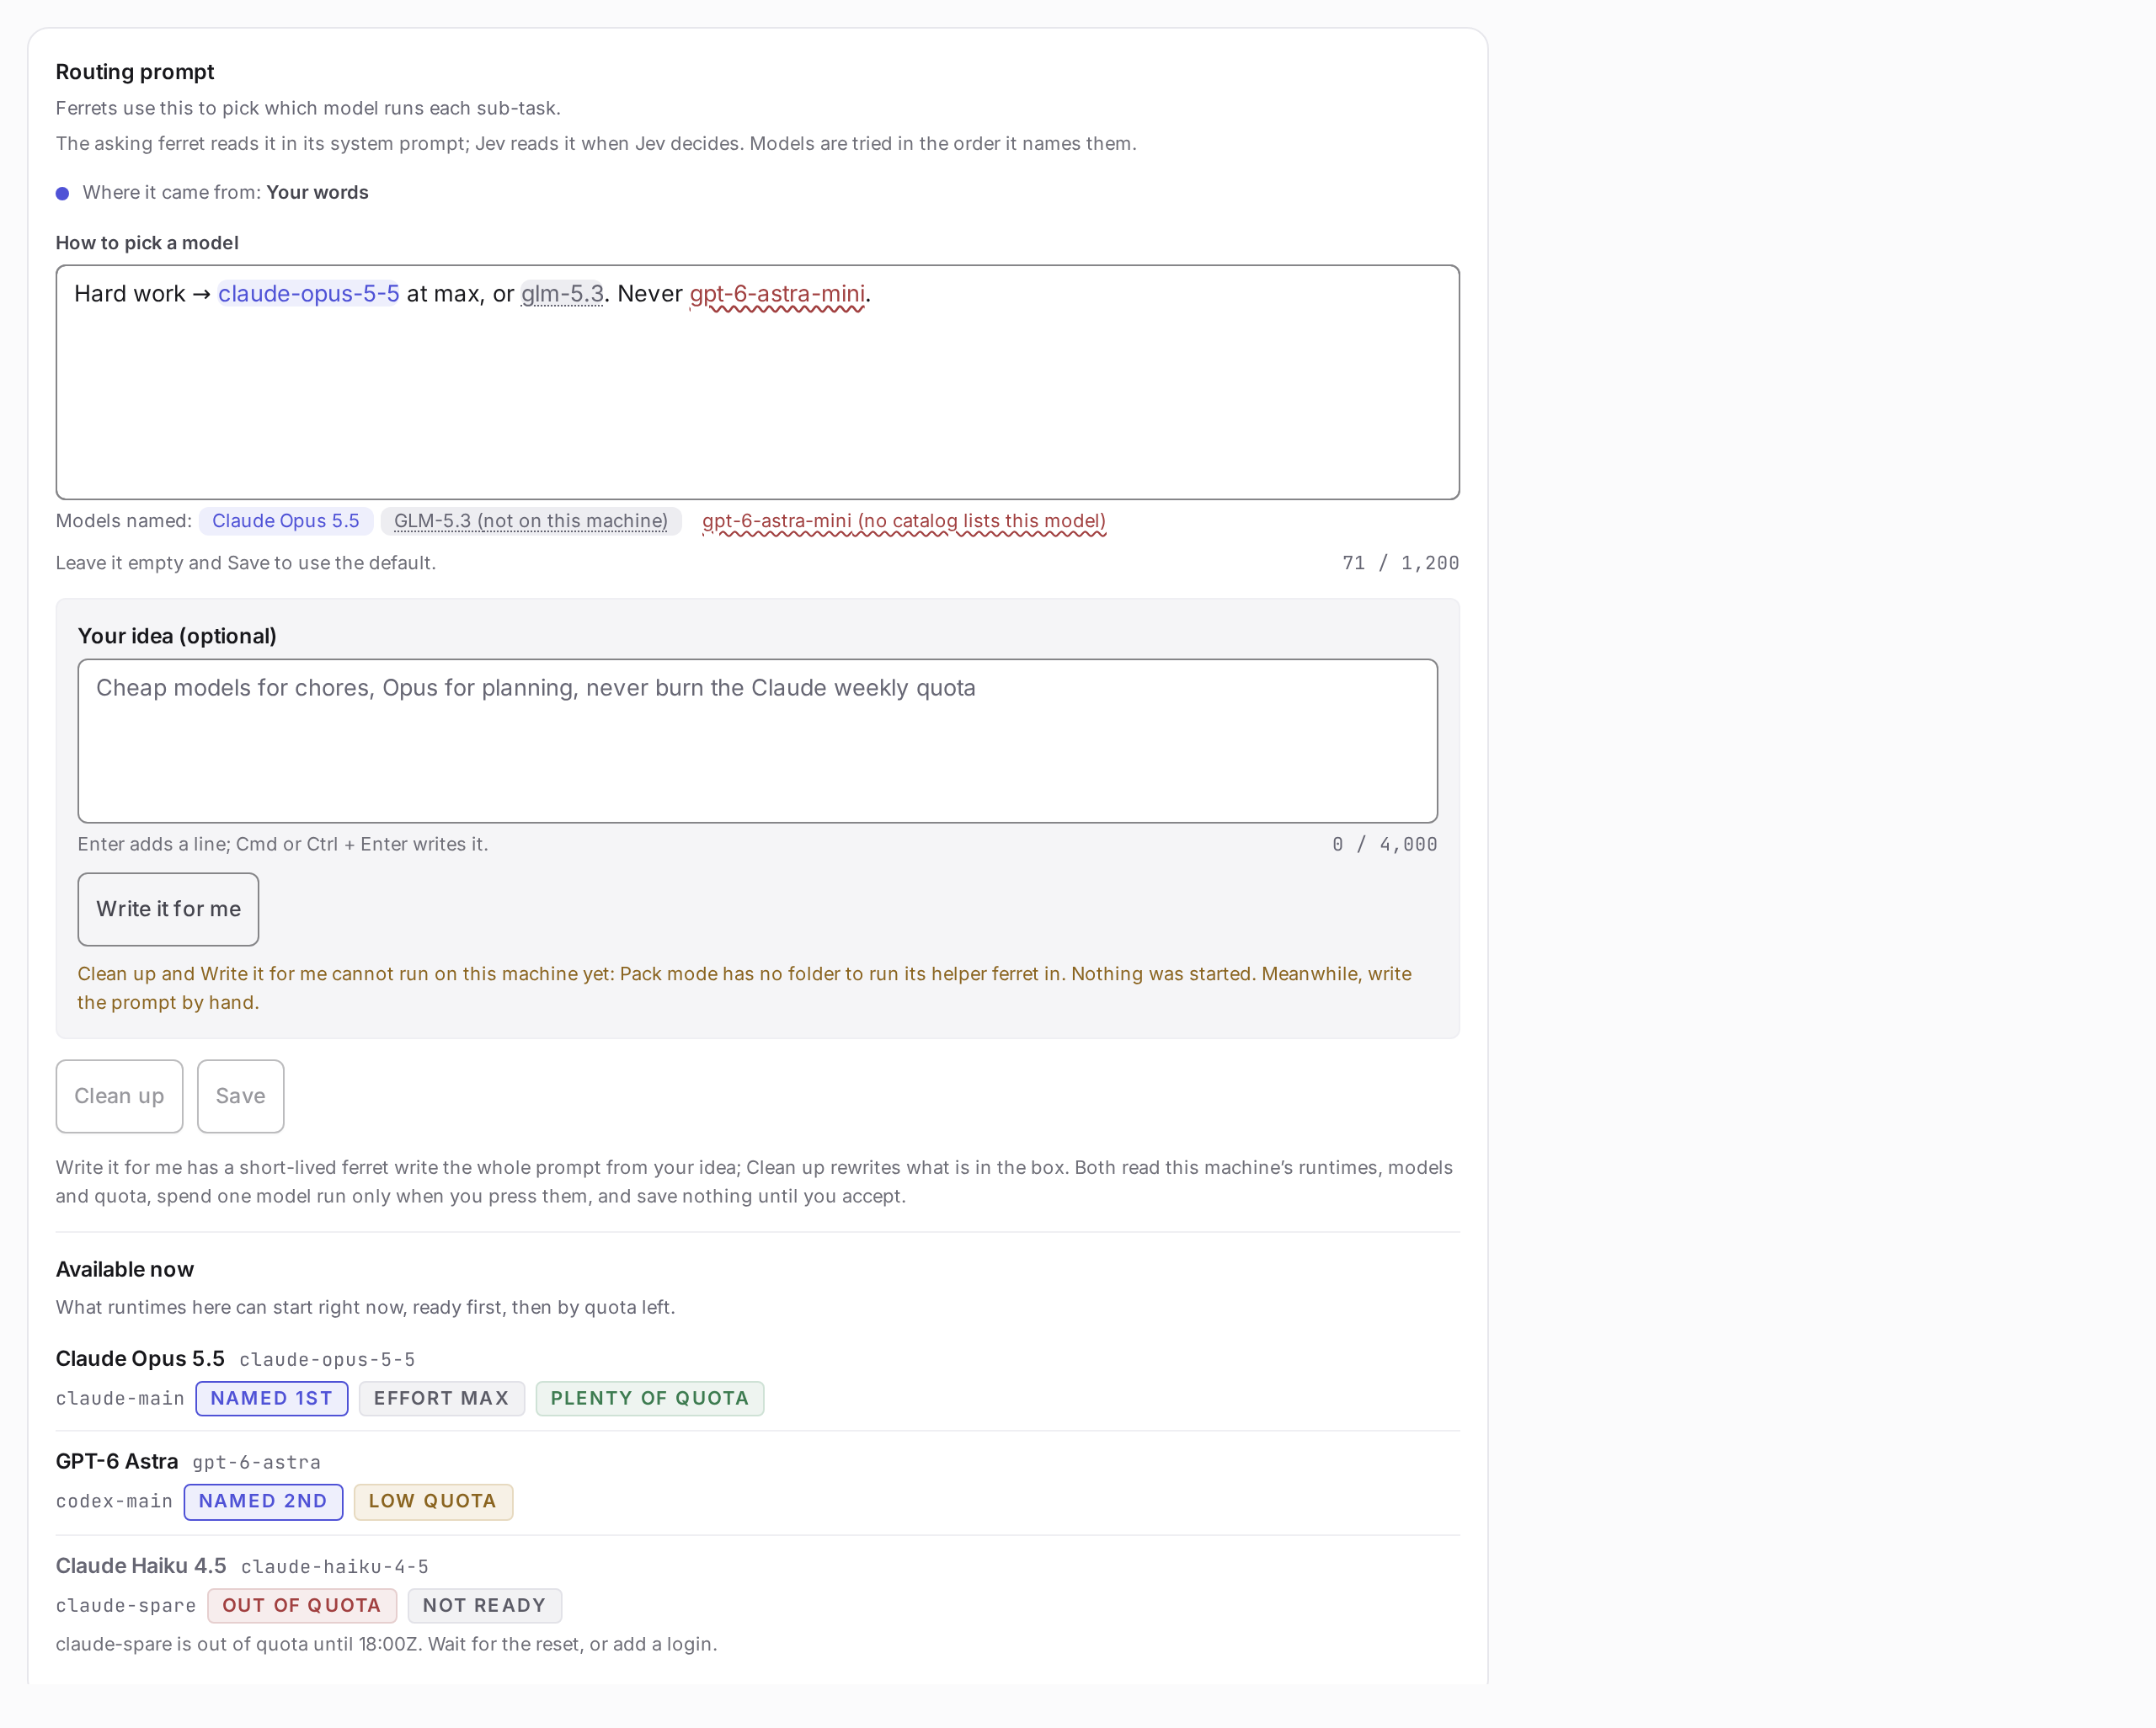 Routing prompt
Ferrets use this to pick which model runs each sub-task.
The asking ferret reads it in its system prompt; Jev reads it when Jev decides. Models are tried in the order it names them.
Where it came from: Your words
How to pick a model
Hard work → claude-opus-5-5 at max, or glm-5.3. Never gpt-6-astra-mini.
Models named: Claude Opus 5.5 GLM-5.3 (not on this machine) gpt-6-astra-mini (no catalog lists this model)
Leave it empty and Save to use the default. 71 / 1,200
Your idea (optional)
Cheap models for chores, Opus for planning, never burn the Claude weekly quota
Enter adds a line; Cmd or Ctrl + Enter writes it. 0 / 4,000
Write it for me
Clean up and Write it for me cannot run on this machine yet: Pack mode has no folder to run its helper ferret in. Nothing was started. Meanwhile, write
the prompt by hand.
Clean up Save
Write it for me has a short-lived ferret write the whole prompt from your idea; Clean up rewrites what is in the box. Both read this machine’s runtimes, models
and quota, spend one model run only when you press them, and save nothing until you accept.
Available now
What runtimes here can start right now, ready first, then by quota left.
Claude Opus 5.5 claude-opus-5-5
claude-main NAMED 1ST EFFORT MAX PLENTY OF QUOTA
GPT-6 Astra gpt-6-astra
codex-main NAMED 2ND LOW QUOTA
Claude Haiku 4.5 claude-haiku-4-5
claude-spare OUT OF QUOTA NOT READY
claude-spare is out of quota until 18:00Z. Wait for the reset, or add a login.